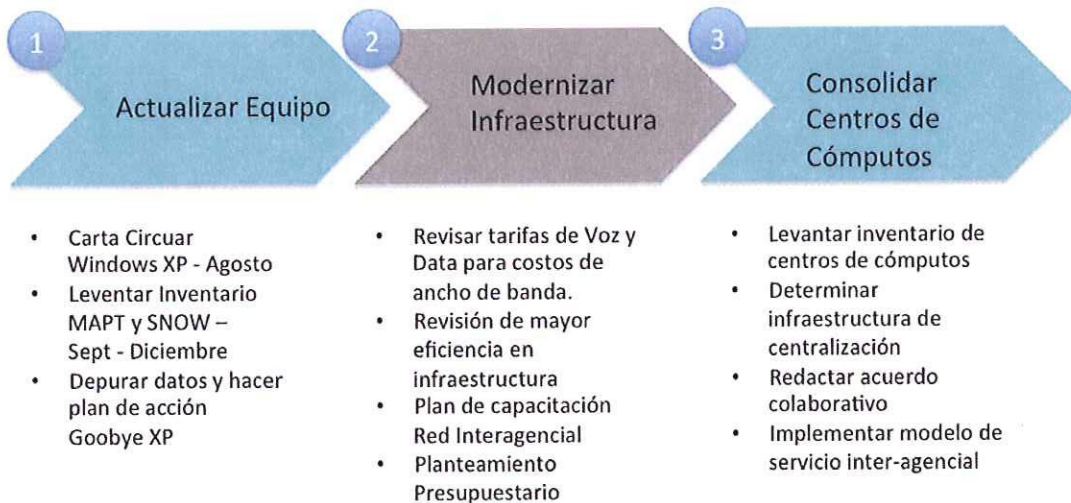 1
Actualizar Equipo
• Carta Circuar
Windows XP - Agosto
• Leventar Inventario
MAPT y SNOW –
Sept - Diciembre
• Depurar datos y hacer
plan de acción
Goobye XP
2
Modernizar
Infraestructura
• Revisar tarifas de Voz y
Data para costos de
ancho de banda.
• Revisión de mayor
eficiencia en
infraestructura
• Plan de capacitación
Red Interagencial
• Planteamiento
Presupuestario
3
Consolidar
Centros de
Cómputos
• Levantar inventario de
centros de cómputos
• Determinar
infraestructura de
centralización
• Redactar acuerdo
colaborativo
• Implementar modelo de
servicio inter-agencial